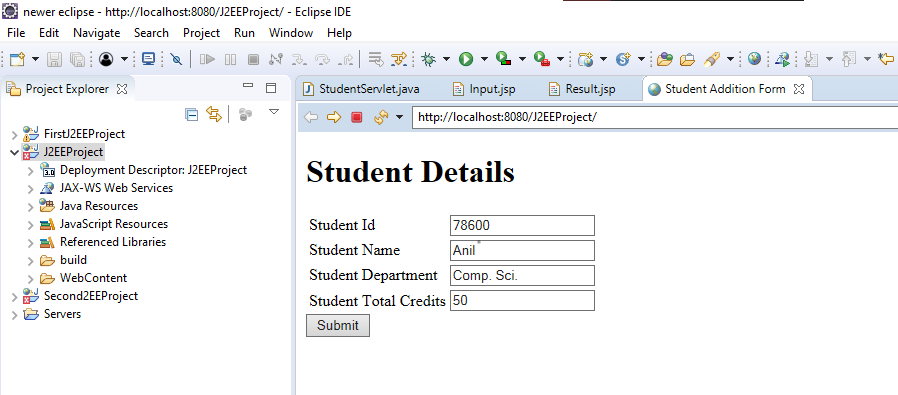 newer eclipse - http://localhost:8080/J2EEProject/ - Eclipse IDE
File Edit Navigate Search Project Run Window Help
Project Explorer
StudentServlet.java Input.jsp Result.jsp Student Addition Form
http://localhost:8080/J2EEProject/
FirstJ2EEProject
J2EEProject
3.0 Deployment Descriptor: J2EEProject
JAX-WS Web Services
Java Resources
JavaScript Resources
Referenced Libraries
build
WebContent
Second2EEProject
Servers
Student Details
Student Id 78600
Student Name Anil
Student Department Comp. Sci.
Student Total Credits 50
Submit